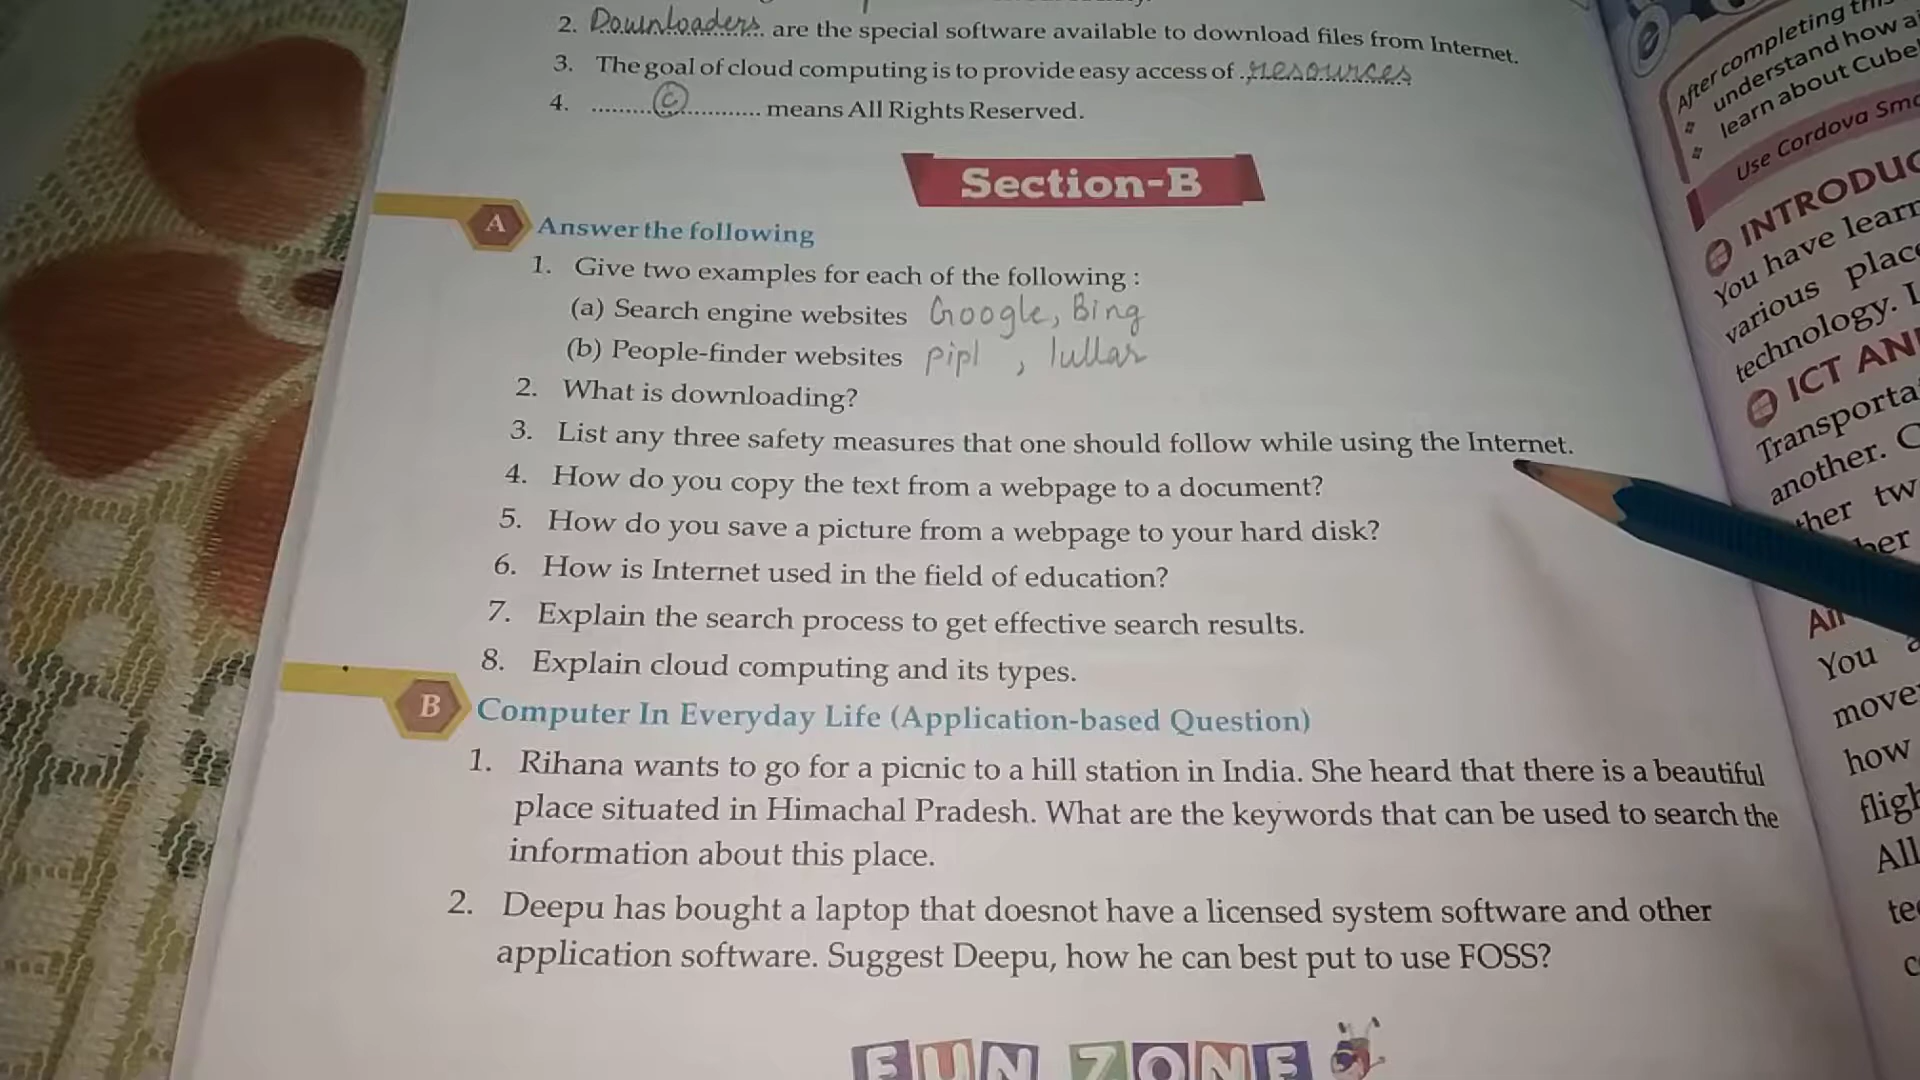 2. Downloaders are the special software available to download files from Internet.
3. The goal of cloud computing is to provide easy access of resources
4. ........©............ means All Rights Reserved.
Section-B
A Answer the following
1. Give two examples for each of the following :
(a) Search engine websites Google, Bing
(b) People-finder websites pipl , lullar
2. What is downloading?
3. List any three safety measures that one should follow while using the Internet.
4. How do you copy the text from a webpage to a document?
5. How do you save a picture from a webpage to your hard disk?
6. How is Internet used in the field of education?
7. Explain the search process to get effective search results.
8. Explain cloud computing and its types.
B Computer In Everyday Life (Application-based Question)
1. Rihana wants to go for a picnic to a hill station in India. She heard that there is a beautiful
place situated in Himachal Pradesh. What are the keywords that can be used to search the
information about this place.
2. Deepu has bought a laptop that doesnot have a licensed system software and other
application software. Suggest Deepu, how he can best put to use FOSS?
FUN ZONE
After completing
understand how
learn about
Use Cordova
You have
various
technology.
ICT
another.
You
how
All